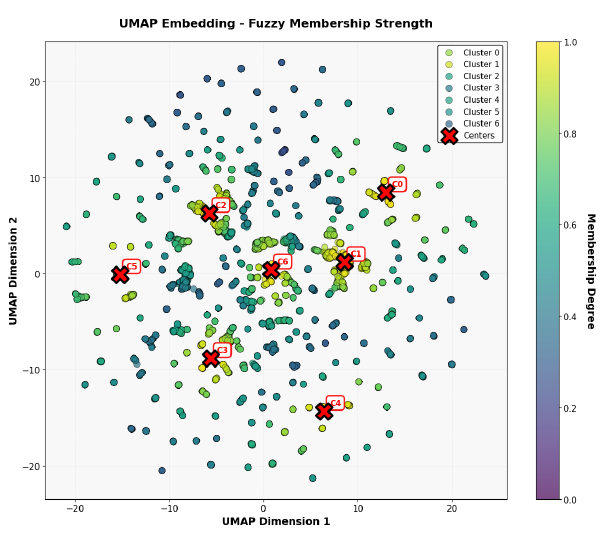 UMAP Embedding - Fuzzy Membership Strength
Cluster 0
Cluster 1
Cluster 2
Cluster 3
Cluster 4
Cluster 5
Cluster 6
Centers
C0
C2
C1
C6
C5
C3
C4
20
10
0
−10
−20
UMAP Dimension 2
−20
−10
0
10
20
UMAP Dimension 1
1.0
0.8
0.6
0.4
0.2
0.0
Membership Degree